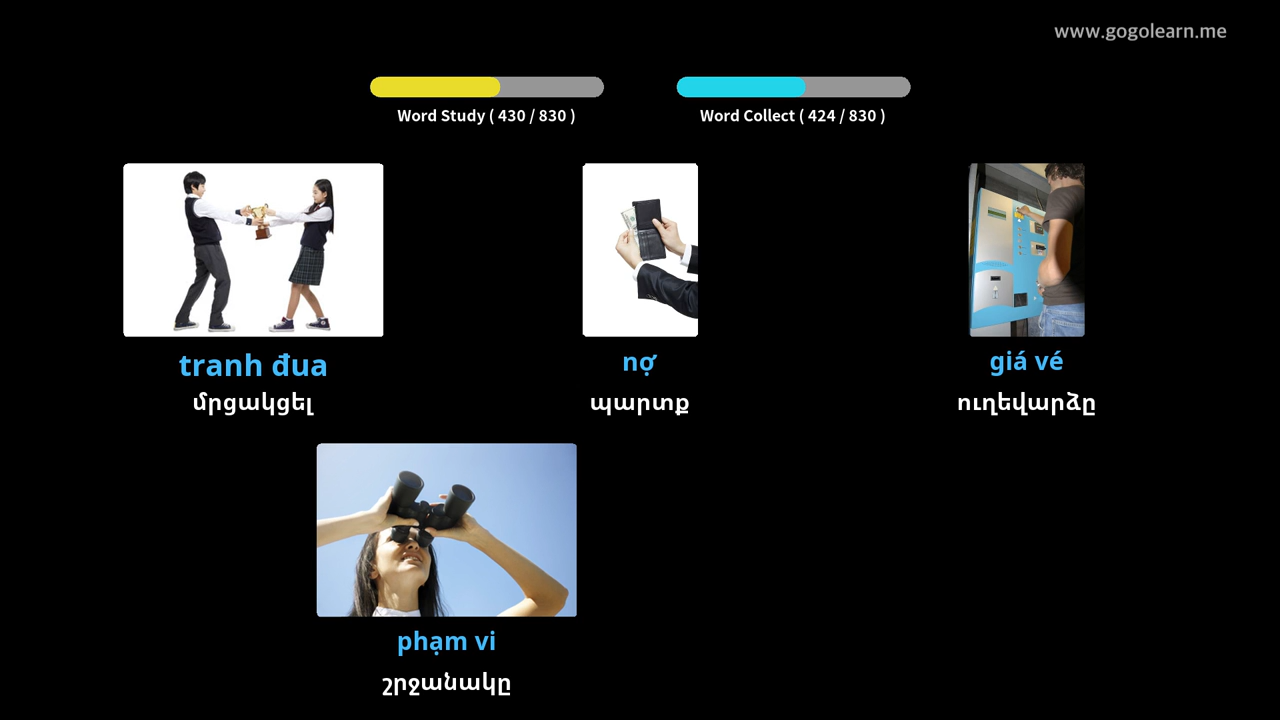 www.gogolearn.me
Word Study ( 430 / 830 )
Word Collect ( 424 / 830 )
tranh đua
մրցակցել
nợ
պարտք
giá vé
ուղեվարձը
phạm vi
շրջանակը